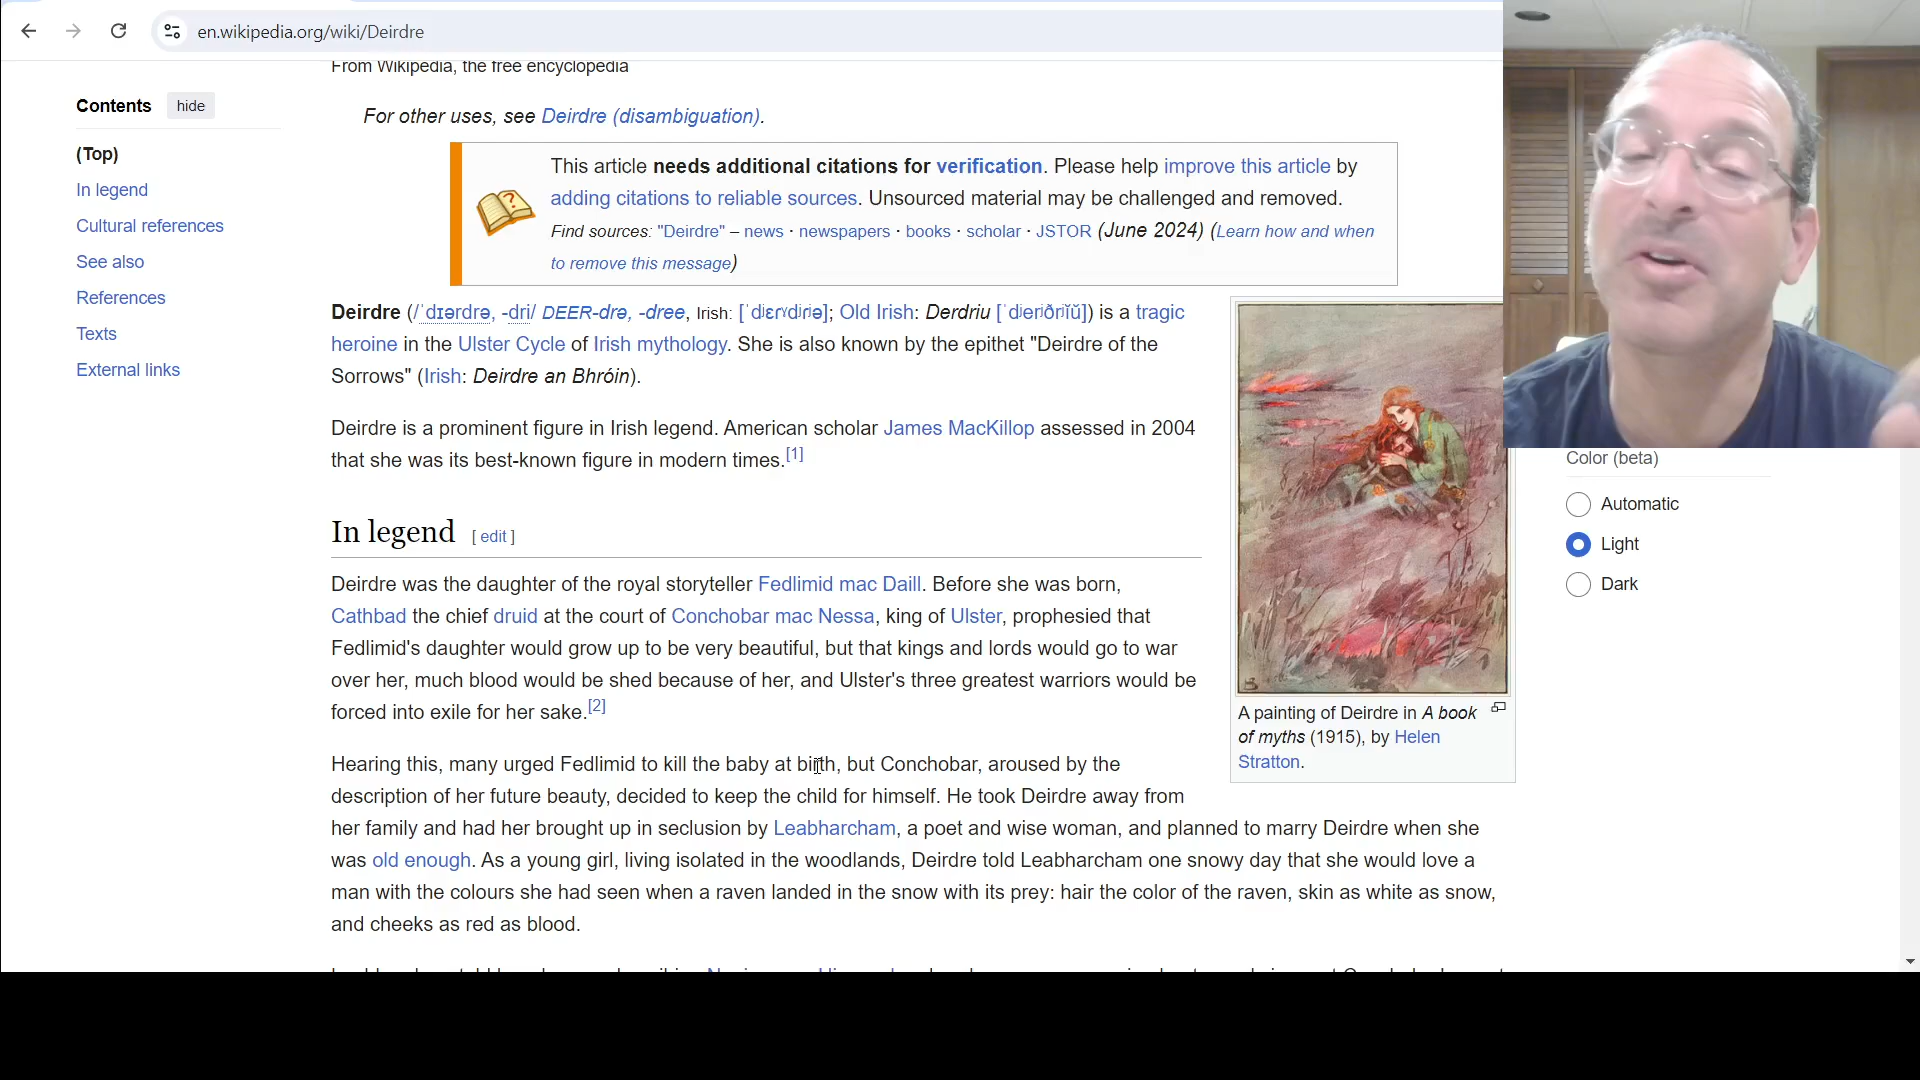 en.wikipedia.org/wiki/Deirdre
From Wikipedia, the free encyclopedia
Contents hide
(Top)
In legend
Cultural references
See also
References
Texts
External links
For other uses, see Deirdre (disambiguation).
This article needs additional citations for verification. Please help improve this article by
adding citations to reliable sources. Unsourced material may be challenged and removed.
Find sources: "Deirdre" – news · newspapers · books · scholar · JSTOR (June 2024) (Learn how and when
to remove this message)
Deirdre (/ˈdɪərdrə, -dri/ DEER-drə, -dree, Irish: [ˈdʲɛɾˠdʲɾʲə]; Old Irish: Derdriu [ˈdʲerʲðrʲĭŭ]) is a tragic
heroine in the Ulster Cycle of Irish mythology. She is also known by the epithet "Deirdre of the
Sorrows" (Irish: Deirdre an Bhróin).
Deirdre is a prominent figure in Irish legend. American scholar James MacKillop assessed in 2004
that she was its best-known figure in modern times.[1]
In legend [ edit ]
Deirdre was the daughter of the royal storyteller Fedlimid mac Daill. Before she was born,
Cathbad the chief druid at the court of Conchobar mac Nessa, king of Ulster, prophesied that
Fedlimid's daughter would grow up to be very beautiful, but that kings and lords would go to war
over her, much blood would be shed because of her, and Ulster's three greatest warriors would be
forced into exile for her sake.[2]
Hearing this, many urged Fedlimid to kill the baby at birth, but Conchobar, aroused by the
description of her future beauty, decided to keep the child for himself. He took Deirdre away from
her family and had her brought up in seclusion by Leabharcham, a poet and wise woman, and planned to marry Deirdre when she
was old enough. As a young girl, living isolated in the woodlands, Deirdre told Leabharcham one snowy day that she would love a
man with the colours she had seen when a raven landed in the snow with its prey: hair the color of the raven, skin as white as snow,
and cheeks as red as blood.
A painting of Deirdre in A book
of myths (1915), by Helen
Stratton.
Color (beta)
Automatic
Light
Dark